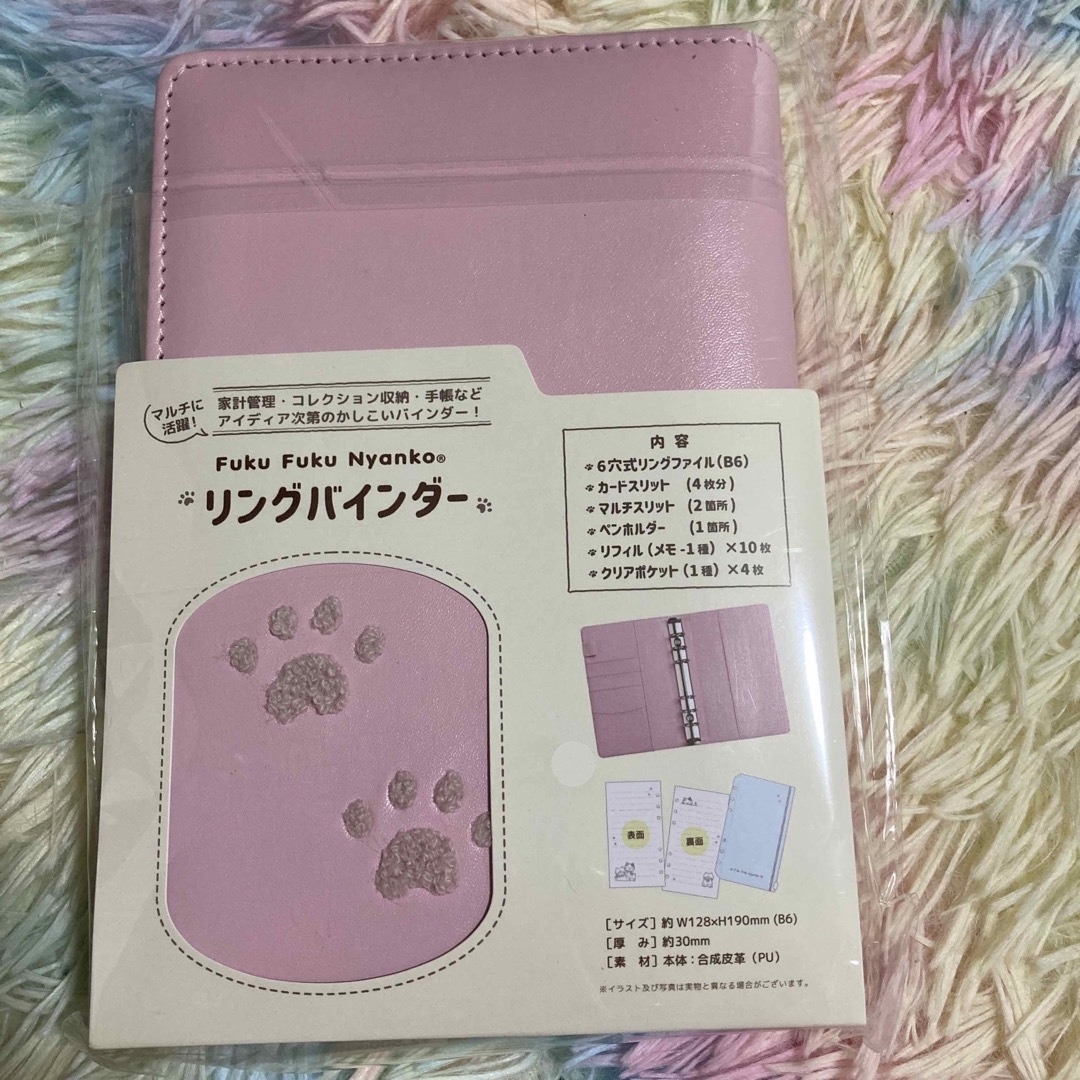 マルチに
活躍!
家計管理・コレクション収納・手帳など
アイディア次第のかしこいバインダー!
Fuku Fuku Nyanko®
リングバインダー
内容
6穴式リングファイル(B6)
カードスリット (4枚分)
マルチスリット (2箇所)
ペンホルダー (1箇所)
リフィル(メモ-1種)×10枚
クリアポケット(1種)×4枚
表面
裏面
[サイズ]約 W128×H190mm(B6)
[厚 み]約30mm
[素 材]本体:合成皮革(PU)
※イラスト及び写真は実物と異なる場合がございます。